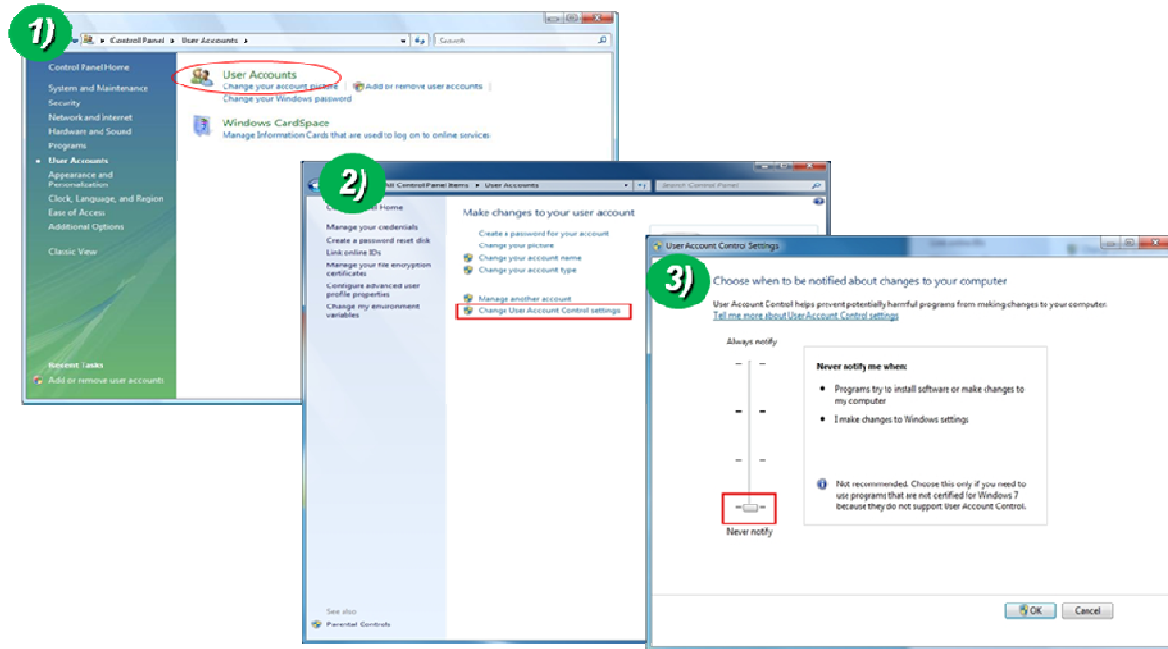 1)
Control Panel ▸ User Accounts ▸
Search
Control Panel Home
System and Maintenance
Security
Network and Internet
Hardware and Sound
Programs
User Accounts
Appearance and
Personalization
Clock, Language, and Region
Ease of Access
Additional Options
Classic View
Recent Tasks
Add or remove user accounts
User Accounts
Change your account picture
Add or remove user accounts
Change your Windows password
Windows CardSpace
Manage Information Cards that are used to log on to online services
2)
All Control Panel Items ▸ User Accounts
Search Control Panel
Home
Manage your credentials
Create a password reset disk
Link online IDs
Manage your file encryption
certificates
Configure advanced user
profile properties
Change my environment
variables
See also
Parental Controls
Make changes to your user account
Create a password for your account
Change your picture
Change your account name
Change your account type
Manage another account
Change User Account Control settings
3)
User Account Control Settings
Choose when to be notified about changes to your computer
User Account Control helps prevent potentially harmful programs from making changes to your computer.
Tell me more about User Account Control settings
Always notify
Never notify me when:
• Programs try to install software or make changes to
my computer
• I make changes to Windows settings
Not recommended. Choose this only if you need to
use programs that are not certified for Windows 7
because they do not support User Account Control.
Never notify
OK
Cancel